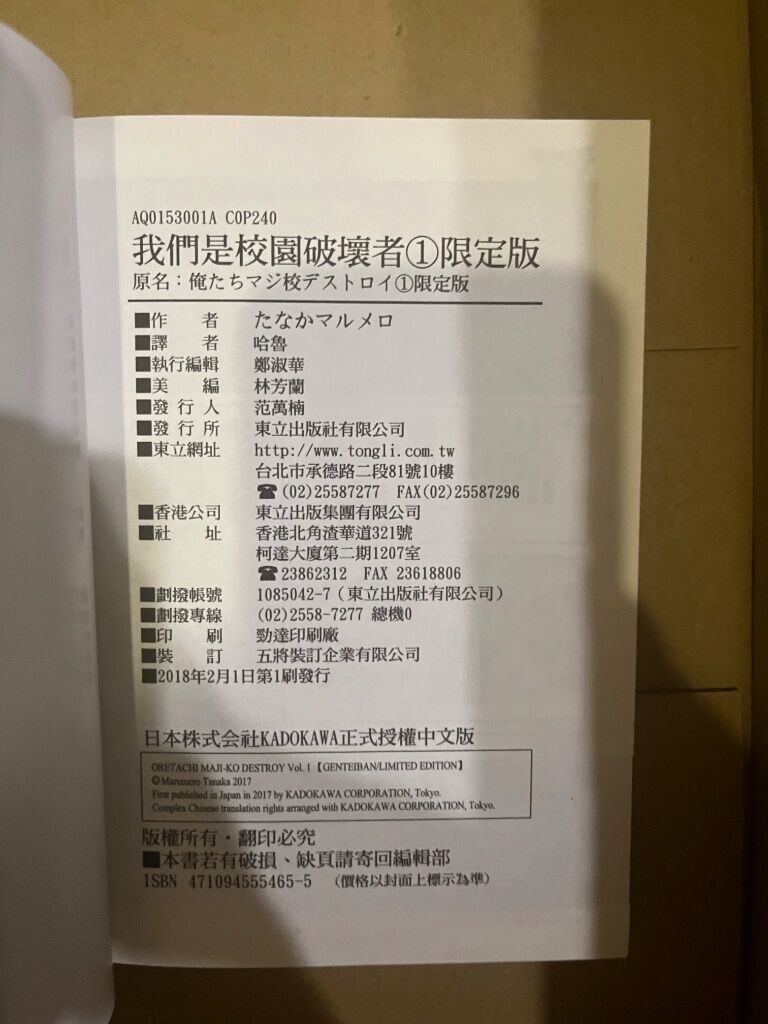 AQ0153001A C0P240
我們是校園破壞者①限定版
原名：俺たちマジ校デストロイ①限定版
■作　者　たなかマルメロ
■譯　者　哈魯
■執行編輯　鄭淑華
■美　編　林芳蘭
■發行人　范萬楠
■發行所　東立出版社有限公司
■東立網址　http://www.tongli.com.tw
台北市承德路二段81號10樓
☎(02)25587277　FAX(02)25587296
■香港公司　東立出版集團有限公司
■社　址　香港北角渣華道321號
柯達大廈第二期1207室
☎23862312　FAX 23618806
■劃撥帳號　1085042-7（東立出版社有限公司）
■劃撥專線　(02)2558-7277 總機0
■印　刷　勁達印刷廠
■裝　訂　五將裝訂企業有限公司
■2018年2月1日第1刷發行
日本株式会社KADOKAWA正式授權中文版
ORETACHI MAJI-KO DESTROY Vol. 1【GENTEIBAN/LIMITED EDITION】
©Marumero Tanaka 2017
First published in Japan in 2017 by KADOKAWA CORPORATION, Tokyo.
Complex Chinese translation rights arranged with KADOKAWA CORPORATION, Tokyo.
版權所有・翻印必究
■本書若有破損、缺頁請寄回編輯部
ISBN 471094555465-5　（價格以封面上標示為準）